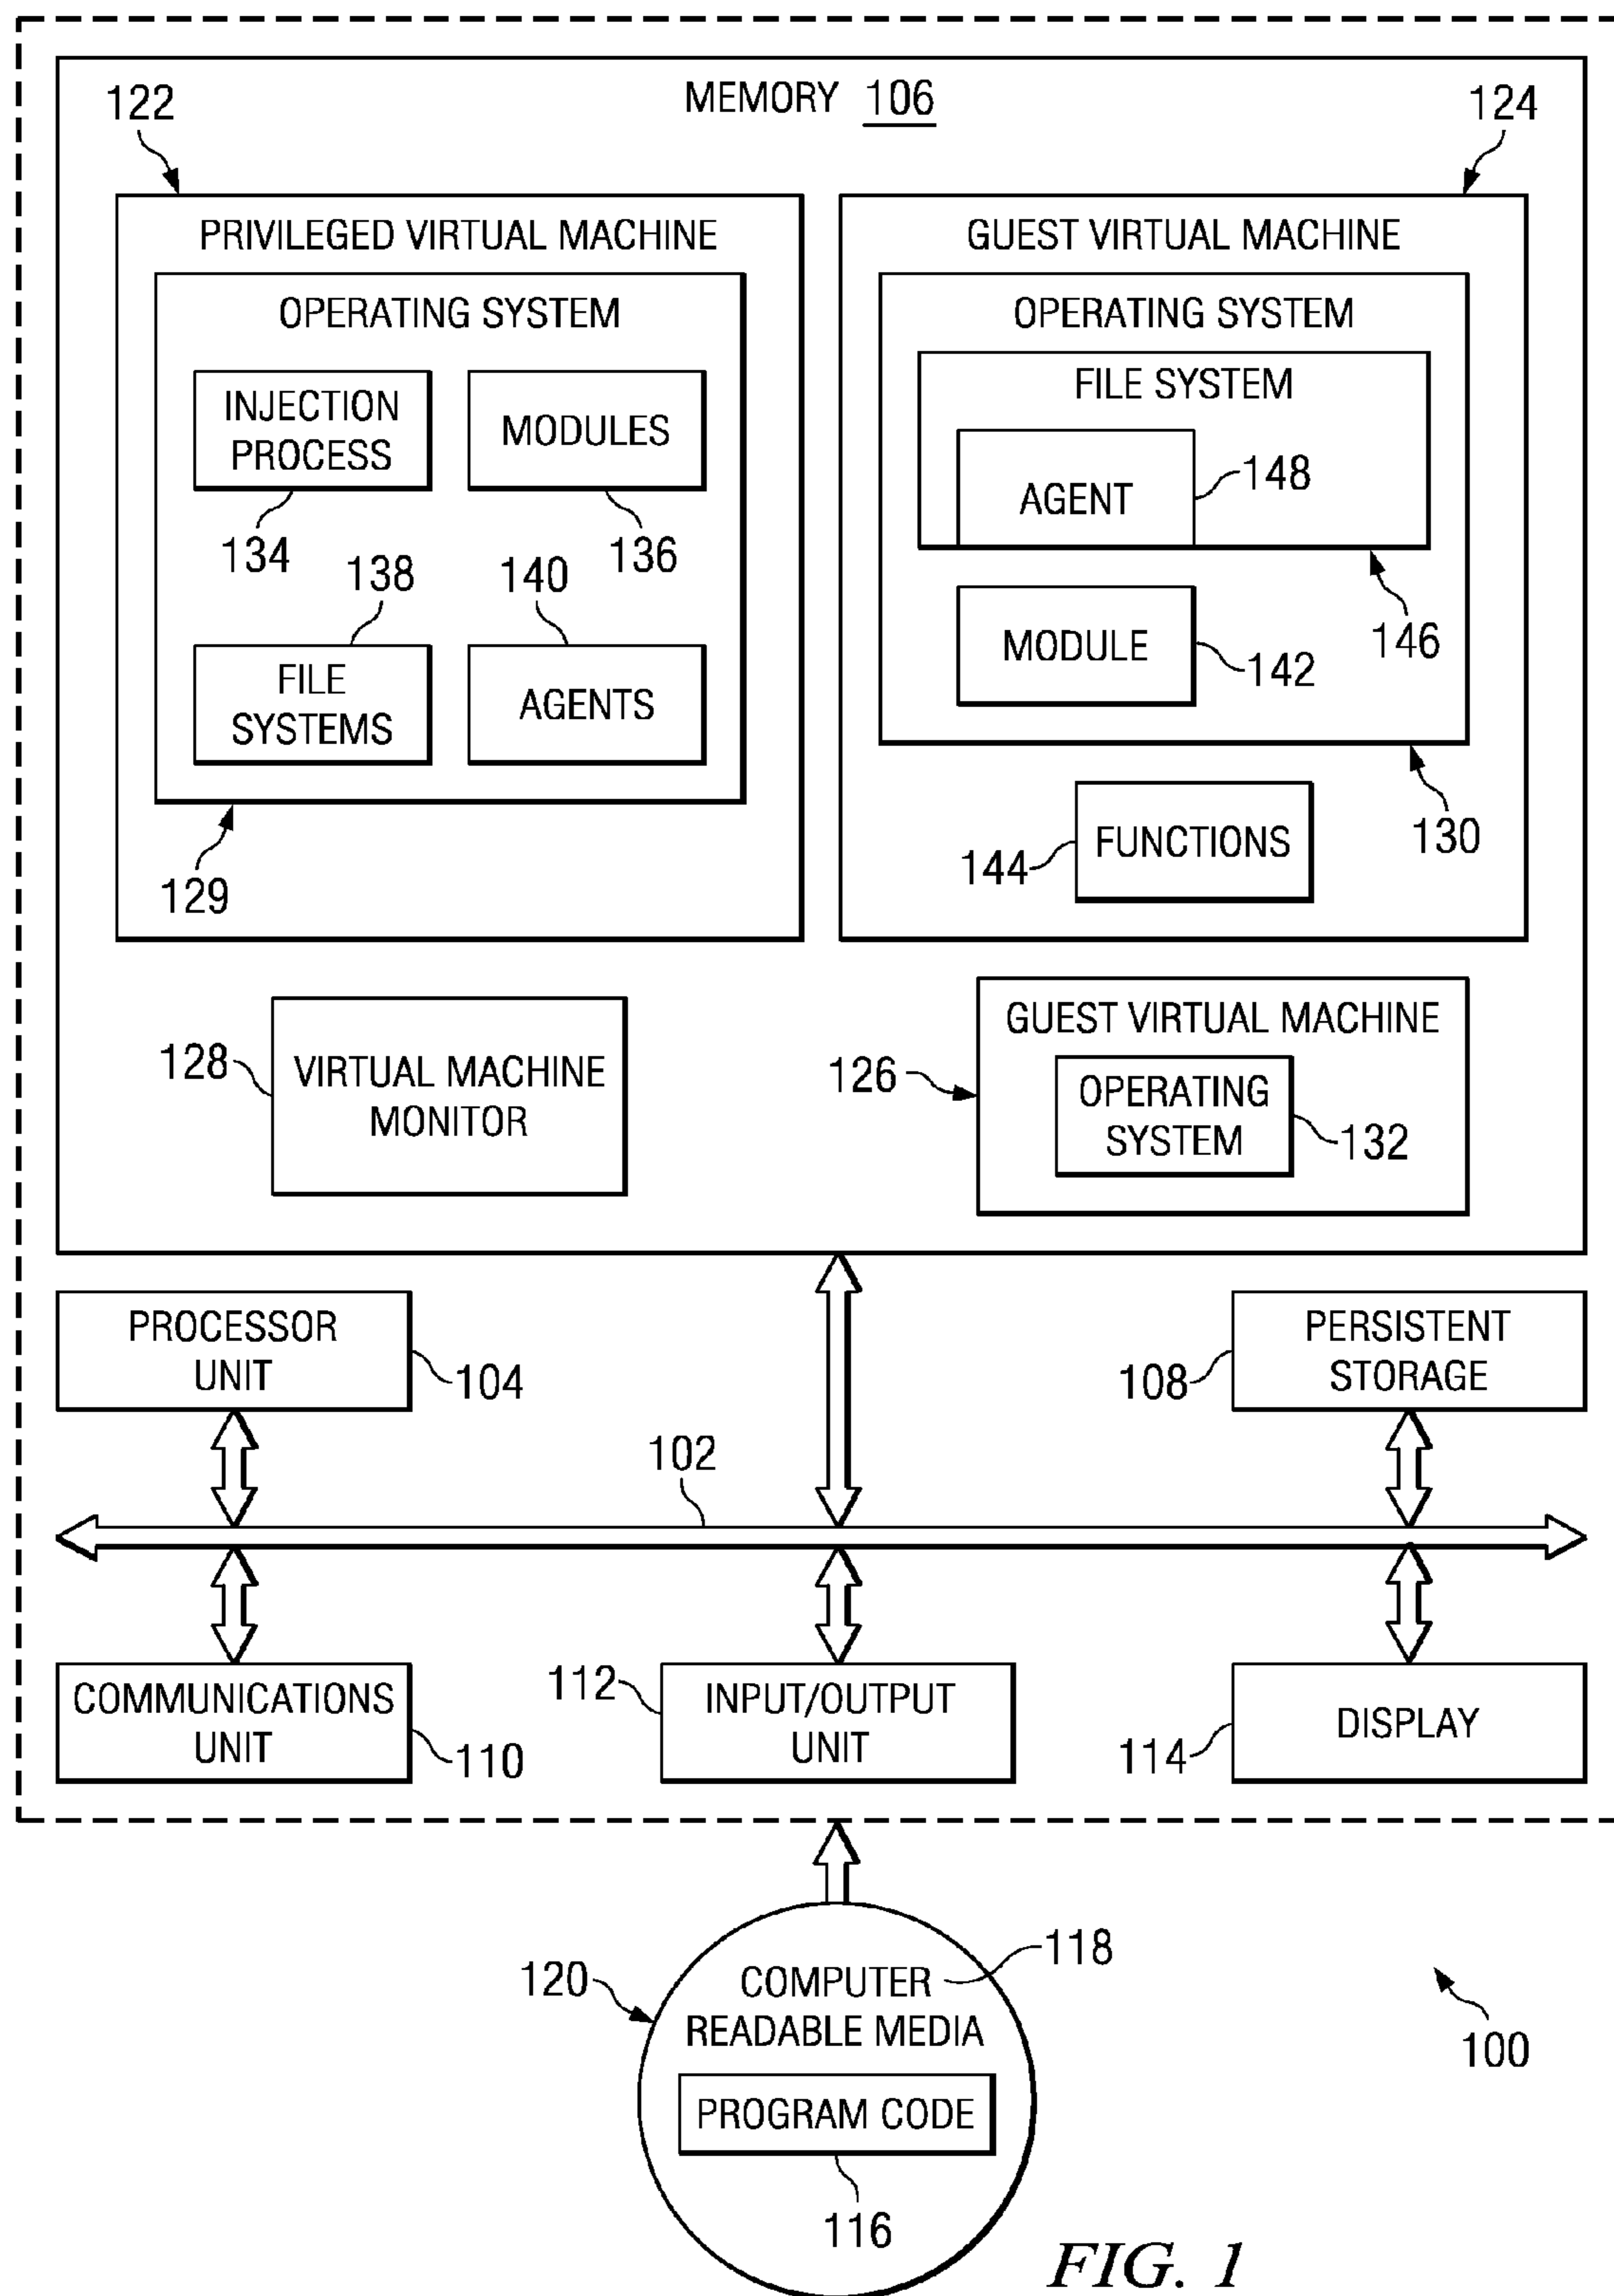 MEMORY 106
122
124
PRIVILEGED VIRTUAL MACHINE
OPERATING SYSTEM
INJECTION
PROCESS
134
MODULES
136
138
FILE
SYSTEMS
140
AGENTS
129
GUEST VIRTUAL MACHINE
OPERATING SYSTEM
FILE SYSTEM
AGENT
148
146
MODULE
142
130
FUNCTIONS
144
128
VIRTUAL MACHINE
MONITOR
GUEST VIRTUAL MACHINE
126
OPERATING
SYSTEM
132
PROCESSOR
UNIT
104
PERSISTENT
STORAGE
108
102
COMMUNICATIONS
UNIT
110
112
INPUT/OUTPUT
UNIT
114
DISPLAY
120
COMPUTER
READABLE MEDIA
118
PROGRAM CODE
116
100
FIG. 1